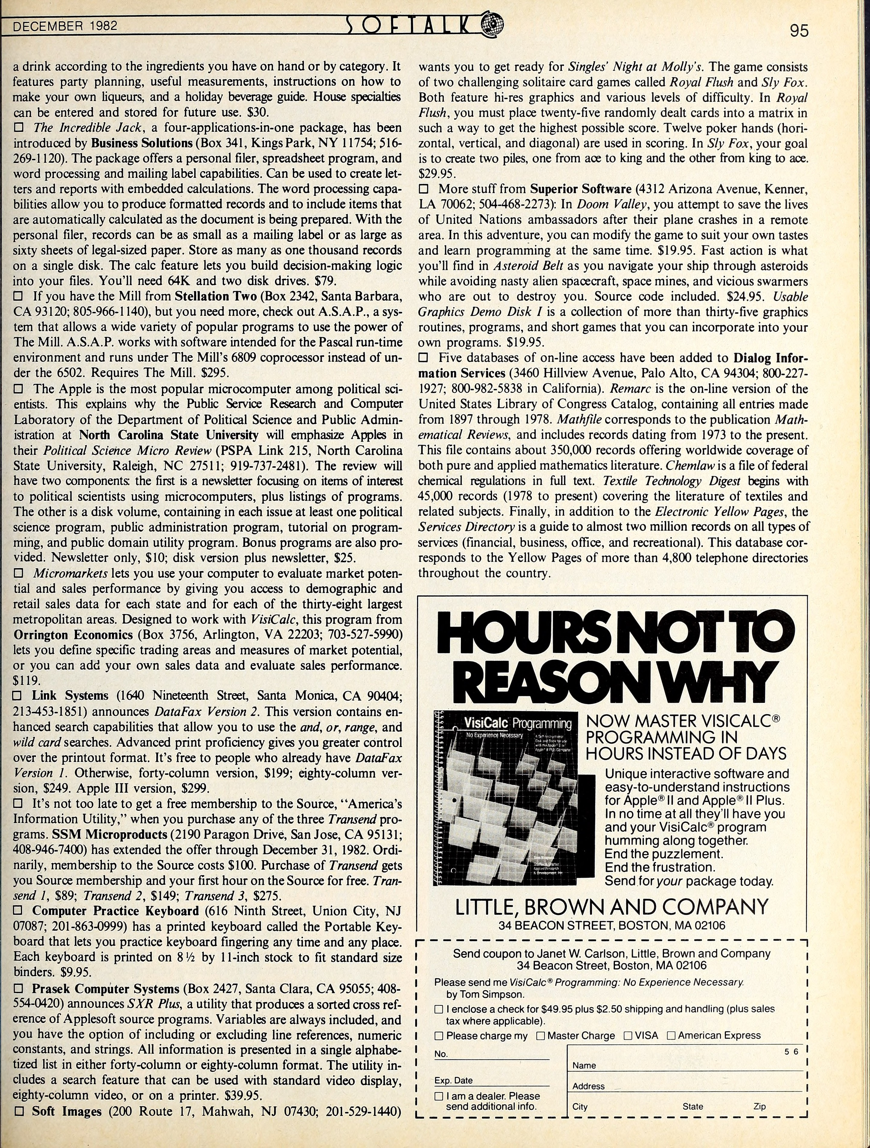 DECEMBER 1982
SOFTALK
95
a drink according to the ingredients you have on hand or by category. It
features party planning, useful measurements, instructions on how to
make your own liqueurs, and a holiday beverage guide. House specialties
can be entered and stored for future use. $30.
☐ The Incredible Jack, a four-applications-in-one package, has been
introduced by Business Solutions (Box 341, Kings Park, NY 11754; 516-
269-1120). The package offers a personal filer, spreadsheet program, and
word processing and mailing label capabilities. Can be used to create let-
ters and reports with embedded calculations. The word processing capa-
bilities allow you to produce formatted records and to include items that
are automatically calculated as the document is being prepared. With the
personal filer, records can be as small as a mailing label or as large as
sixty sheets of legal-sized paper. Store as many as one thousand records
on a single disk. The calc feature lets you build decision-making logic
into your files. You'll need 64K and two disk drives. $79.
☐ If you have the Mill from Stellation Two (Box 2342, Santa Barbara,
CA 93120; 805-966-1140), but you need more, check out A.S.A.P., a sys-
tem that allows a wide variety of popular programs to use the power of
The Mill. A.S.A.P. works with software intended for the Pascal run-time
environment and runs under The Mill's 6809 coprocessor instead of un-
der the 6502. Requires The Mill. $295.
☐ The Apple is the most popular microcomputer among political sci-
entists. This explains why the Public Service Research and Computer
Laboratory of the Department of Political Science and Public Admin-
istration at North Carolina State University will emphasize Apples in
their Political Science Micro Review (PSPA Link 215, North Carolina
State University, Raleigh, NC 27511; 919-737-2481). The review will
have two components: the first is a newsletter focusing on items of interest
to political scientists using microcomputers, plus listings of programs.
The other is a disk volume, containing in each issue at least one political
science program, public administration program, tutorial on program-
ming, and public domain utility program. Bonus programs are also pro-
vided. Newsletter only, $10; disk version plus newsletter, $25.
☐ Micromarkets lets you use your computer to evaluate market poten-
tial and sales performance by giving you access to demographic and
retail sales data for each state and for each of the thirty-eight largest
metropolitan areas. Designed to work with VisiCalc, this program from
Orrington Economics (Box 3756, Arlington, VA 22203; 703-527-5990)
lets you define specific trading areas and measures of market potential,
or you can add your own sales data and evaluate sales performance.
$119.
☐ Link Systems (1640 Nineteenth Street, Santa Monica, CA 90404;
213-453-1851) announces DataFax Version 2. This version contains en-
hanced search capabilities that allow you to use the and, or, range, and
wild card searches. Advanced print proficiency gives you greater control
over the printout format. It's free to people who already have DataFax
Version 1. Otherwise, forty-column version, $199; eighty-column ver-
sion, $249. Apple III version, $299.
☐ It's not too late to get a free membership to the Source, "America's
Information Utility," when you purchase any of the three Transend pro-
grams. SSM Microproducts (2190 Paragon Drive, San Jose, CA 95131;
408-946-7400) has extended the offer through December 31, 1982. Ordi-
narily, membership to the Source costs $100. Purchase of Transend gets
you Source membership and your first hour on the Source for free. Tran-
send 1, $89; Transend 2, $149; Transend 3, $275.
☐ Computer Practice Keyboard (616 Ninth Street, Union City, NJ
07087; 201-863-0999) has a printed keyboard called the Portable Key-
board that lets you practice keyboard fingering any time and any place.
Each keyboard is printed on 8½ by 11-inch stock to fit standard size
binders. $9.95.
☐ Prasek Computer Systems (Box 2427, Santa Clara, CA 95055; 408-
554-0420) announces SXR Plus, a utility that produces a sorted cross ref-
erence of Applesoft source programs. Variables are always included, and
you have the option of including or excluding line references, numeric
constants, and strings. All information is presented in a single alphabe-
tized list in either forty-column or eighty-column format. The utility in-
cludes a search feature that can be used with standard video display,
eighty-column video, or on a printer. $39.95.
☐ Soft Images (200 Route 17, Mahwah, NJ 07430; 201-529-1440)
wants you to get ready for Singles' Night at Molly's. The game consists
of two challenging solitaire card games called Royal Flush and Sly Fox.
Both feature hi-res graphics and various levels of difficulty. In Royal
Flush, you must place twenty-five randomly dealt cards into a matrix in
such a way to get the highest possible score. Twelve poker hands (hori-
zontal, vertical, and diagonal) are used in scoring. In Sly Fox, your goal
is to create two piles, one from ace to king and the other from king to ace.
$29.95.
☐ More stuff from Superior Software (4312 Arizona Avenue, Kenner,
LA 70062; 504-468-2273): In Doom Valley, you attempt to save the lives
of United Nations ambassadors after their plane crashes in a remote
area. In this adventure, you can modify the game to suit your own tastes
and learn programming at the same time. $19.95. Fast action is what
you'll find in Asteroid Belt as you navigate your ship through asteroids
while avoiding nasty alien spacecraft, space mines, and vicious swarmers
who are out to destroy you. Source code included. $24.95. Usable
Graphics Demo Disk I is a collection of more than thirty-five graphics
routines, programs, and short games that you can incorporate into your
own programs. $19.95.
☐ Five databases of on-line access have been added to Dialog Infor-
mation Services (3460 Hillview Avenue, Palo Alto, CA 94304; 800-227-
1927; 800-982-5838 in California). Remarc is the on-line version of the
United States Library of Congress Catalog, containing all entries made
from 1897 through 1978. Mathfile corresponds to the publication Math-
ematical Reviews, and includes records dating from 1973 to the present.
This file contains about 350,000 records offering worldwide coverage of
both pure and applied mathematics literature. Chemlaw is a file of federal
chemical regulations in full text. Textile Technology Digest begins with
45,000 records (1978 to present) covering the literature of textiles and
related subjects. Finally, in addition to the Electronic Yellow Pages, the
Services Directory is a guide to almost two million records on all types of
services (financial, business, office, and recreational). This database cor-
responds to the Yellow Pages of more than 4,800 telephone directories
throughout the country.
HOURS NOT TO
REASON WHY
VisiCalc Programming
No Experience Necessary
NOW MASTER VISICALC®
PROGRAMMING IN
HOURS INSTEAD OF DAYS
Unique interactive software and
easy-to-understand instructions
for Apple® II and Apple® II Plus.
In no time at all they'll have you
and your VisiCalc® program
humming along together.
End the puzzlement.
End the frustration.
Send for your package today.
LITTLE, BROWN AND COMPANY
34 BEACON STREET, BOSTON, MA 02106
Send coupon to Janet W. Carlson, Little, Brown and Company
34 Beacon Street, Boston, MA 02106
Please send me VisiCalc® Programming: No Experience Necessary.
by Tom Simpson.
☐ I enclose a check for $49.95 plus $2.50 shipping and handling (plus sales
tax where applicable).
☐ Please charge my ☐ Master Charge ☐ VISA ☐ American Express
No.
Exp. Date
☐ I am a dealer. Please
send additional info.
5 6
Name
Address
City State Zip